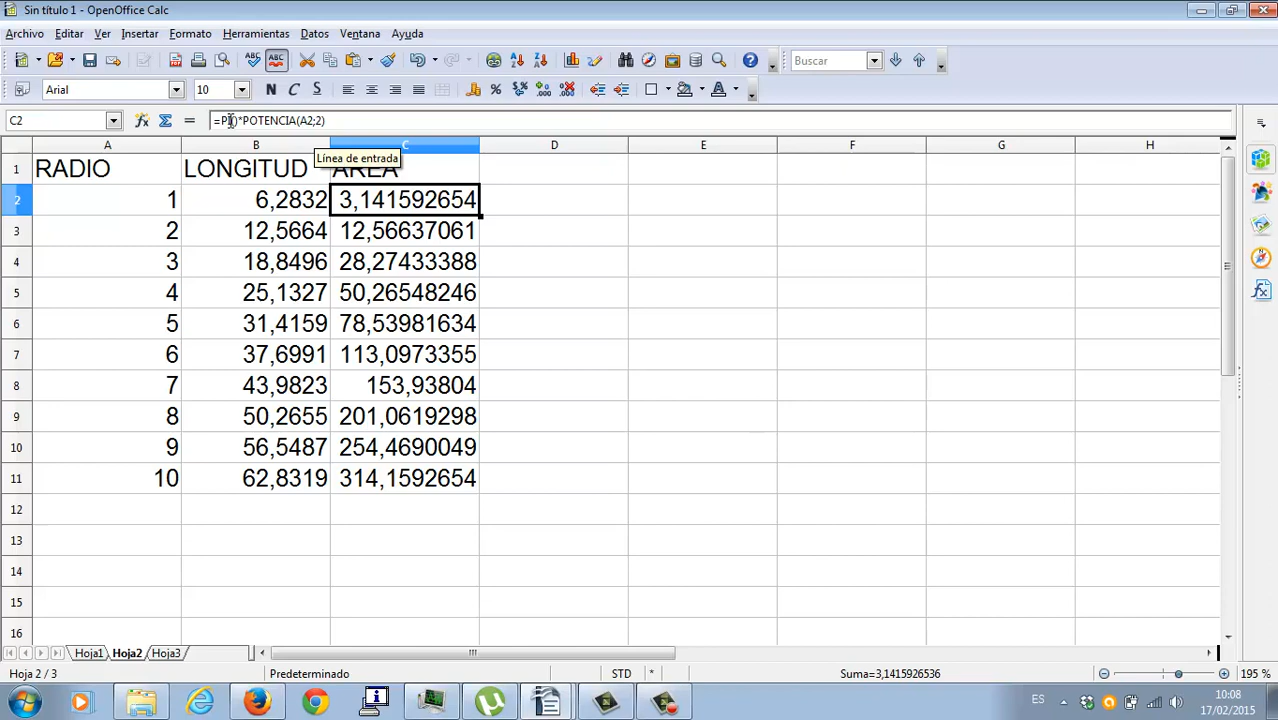 Sin título 1 - OpenOffice Calc
Archivo Editar Ver Insertar Formato Herramientas Datos Ventana Ayuda
Buscar
Arial 10 N C S
C2 =PI()*POTENCIA(A2;2)
A B C D E F G H
Línea de entrada
1 RADIO LONGITUD AREA
2 1 6,2832 3,141592654
3 2 12,5664 12,56637061
4 3 18,8496 28,27433388
5 4 25,1327 50,26548246
6 5 31,4159 78,53981634
7 6 37,6991 113,0973355
8 7 43,9823 153,93804
9 8 50,2655 201,0619298
10 9 56,5487 254,4690049
11 10 62,8319 314,1592654
12
13
14
15
16
Hoja1 Hoja2 Hoja3
Hoja 2 / 3 Predeterminado STD * Suma=3,1415926536 195 %
ES 10:08
17/02/2015